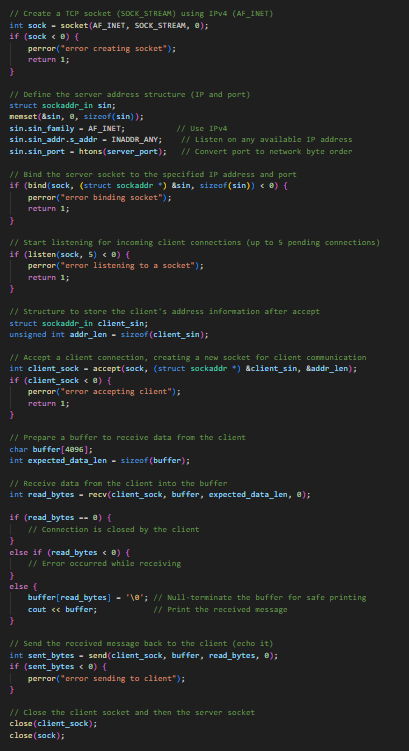 // Create a TCP socket (SOCK_STREAM) using IPv4 (AF_INET)
int sock = socket(AF_INET, SOCK_STREAM, 0);
if (sock < 0) {
    perror("error creating socket");
    return 1;
}

// Define the server address structure (IP and port)
struct sockaddr_in sin;
memset(&sin, 0, sizeof(sin));
sin.sin_family = AF_INET;           // Use IPv4
sin.sin_addr.s_addr = INADDR_ANY;    // Listen on any available IP address
sin.sin_port = htons(server_port);   // Convert port to network byte order

// Bind the server socket to the specified IP address and port
if (bind(sock, (struct sockaddr *) &sin, sizeof(sin)) < 0) {
    perror("error binding socket");
    return 1;
}

// Start listening for incoming client connections (up to 5 pending connections)
if (listen(sock, 5) < 0) {
    perror("error listening to a socket");
    return 1;
}

// Structure to store the client's address information after accept
struct sockaddr_in client_sin;
unsigned int addr_len = sizeof(client_sin);

// Accept a client connection, creating a new socket for client communication
int client_sock = accept(sock, (struct sockaddr *) &client_sin, &addr_len);
if (client_sock < 0) {
    perror("error accepting client");
    return 1;
}

// Prepare a buffer to receive data from the client
char buffer[4096];
int expected_data_len = sizeof(buffer);

// Receive data from the client into the buffer
int read_bytes = recv(client_sock, buffer, expected_data_len, 0);

if (read_bytes == 0) {
    // Connection is closed by the client
}
else if (read_bytes < 0) {
    // Error occurred while receiving
}
else {
    buffer[read_bytes] = '\0'; // Null-terminate the buffer for safe printing
    cout << buffer;            // Print the received message
}

// Send the received message back to the client (echo it)
int sent_bytes = send(client_sock, buffer, read_bytes, 0);
if (sent_bytes < 0) {
    perror("error sending to client");
}

// Close the client socket and then the server socket
close(client_sock);
close(sock);